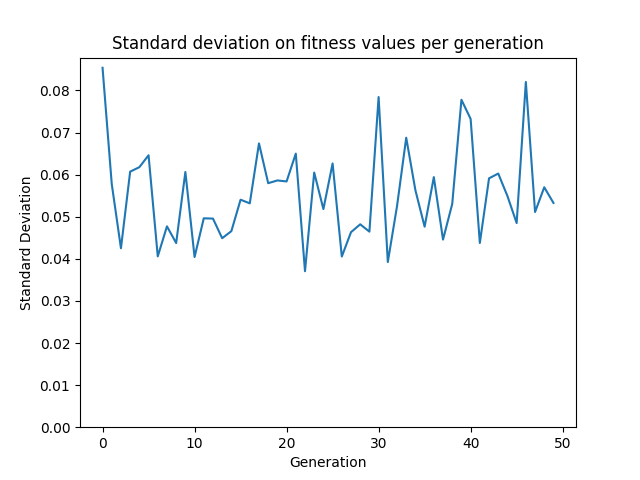 Standard deviation on fitness values per generation
0.08
0.07
0.06
0.05
0.04
0.03
0.02
0.01
0.00
Standard Deviation
0 10 20 30 40 50
Generation